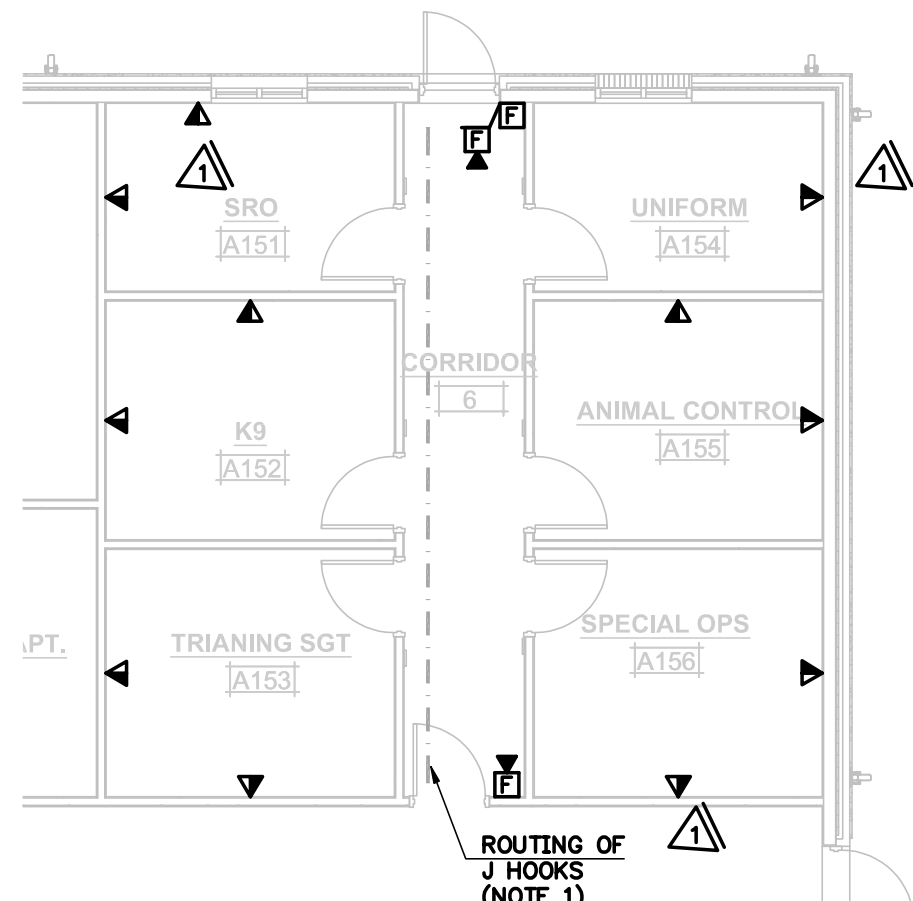 F
F
1
1
SRO
A151
UNIFORM
A154
CORRIDOR
6
K9
A152
ANIMAL CONTROL
A155
TRIANING SGT
A153
SPECIAL OPS
A156
APT.
F
1
ROUTING OF
J HOOKS
(NOTE 1)